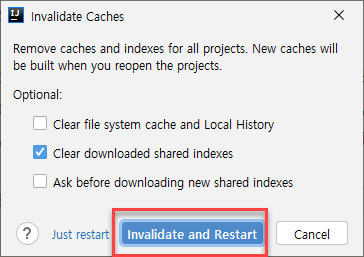 IJ
Invalidate Caches
Remove caches and indexes for all projects. New caches will
be built when you reopen the projects.
Optional:
Clear file system cache and Local History
Clear downloaded shared indexes
Ask before downloading new shared indexes
?
Just restart
Invalidate and Restart
Cancel